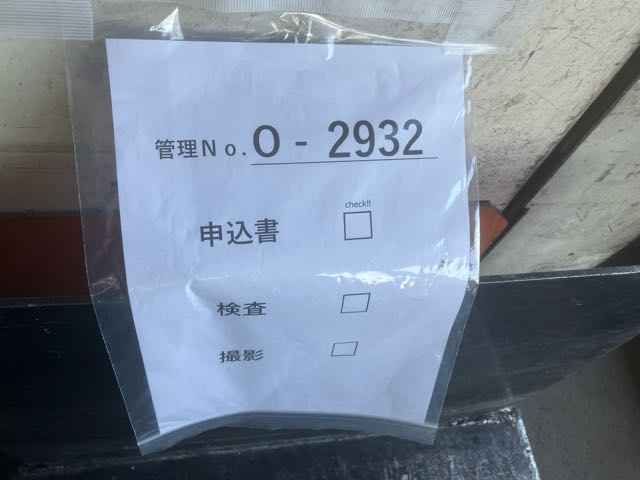 管理No. O - 2932
check!!
申込書 □
検査 □
撮影 □